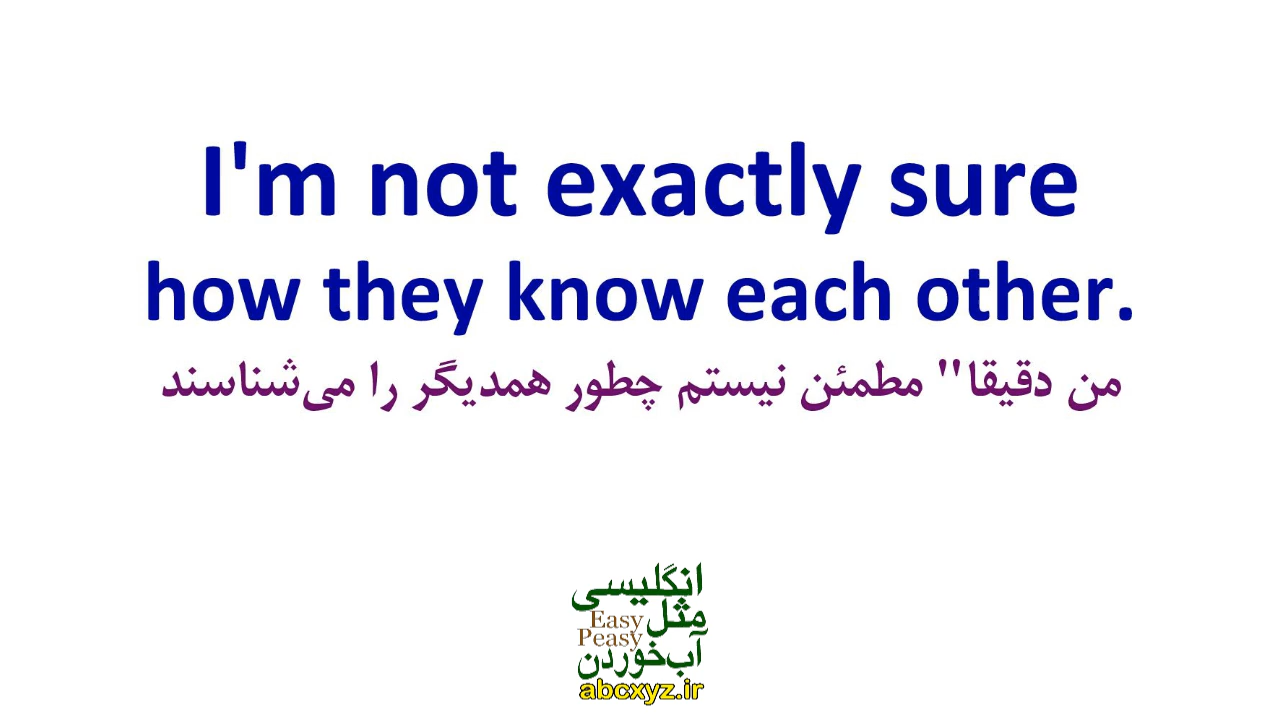 I'm not exactly sure
how they know each other.
من دقیقا" مطمئن نیستم چطور همدیگر را می‌شناسند
انگلیسی
مثل
Easy
Peasy
آب‌خوردن
abcxyz.ir